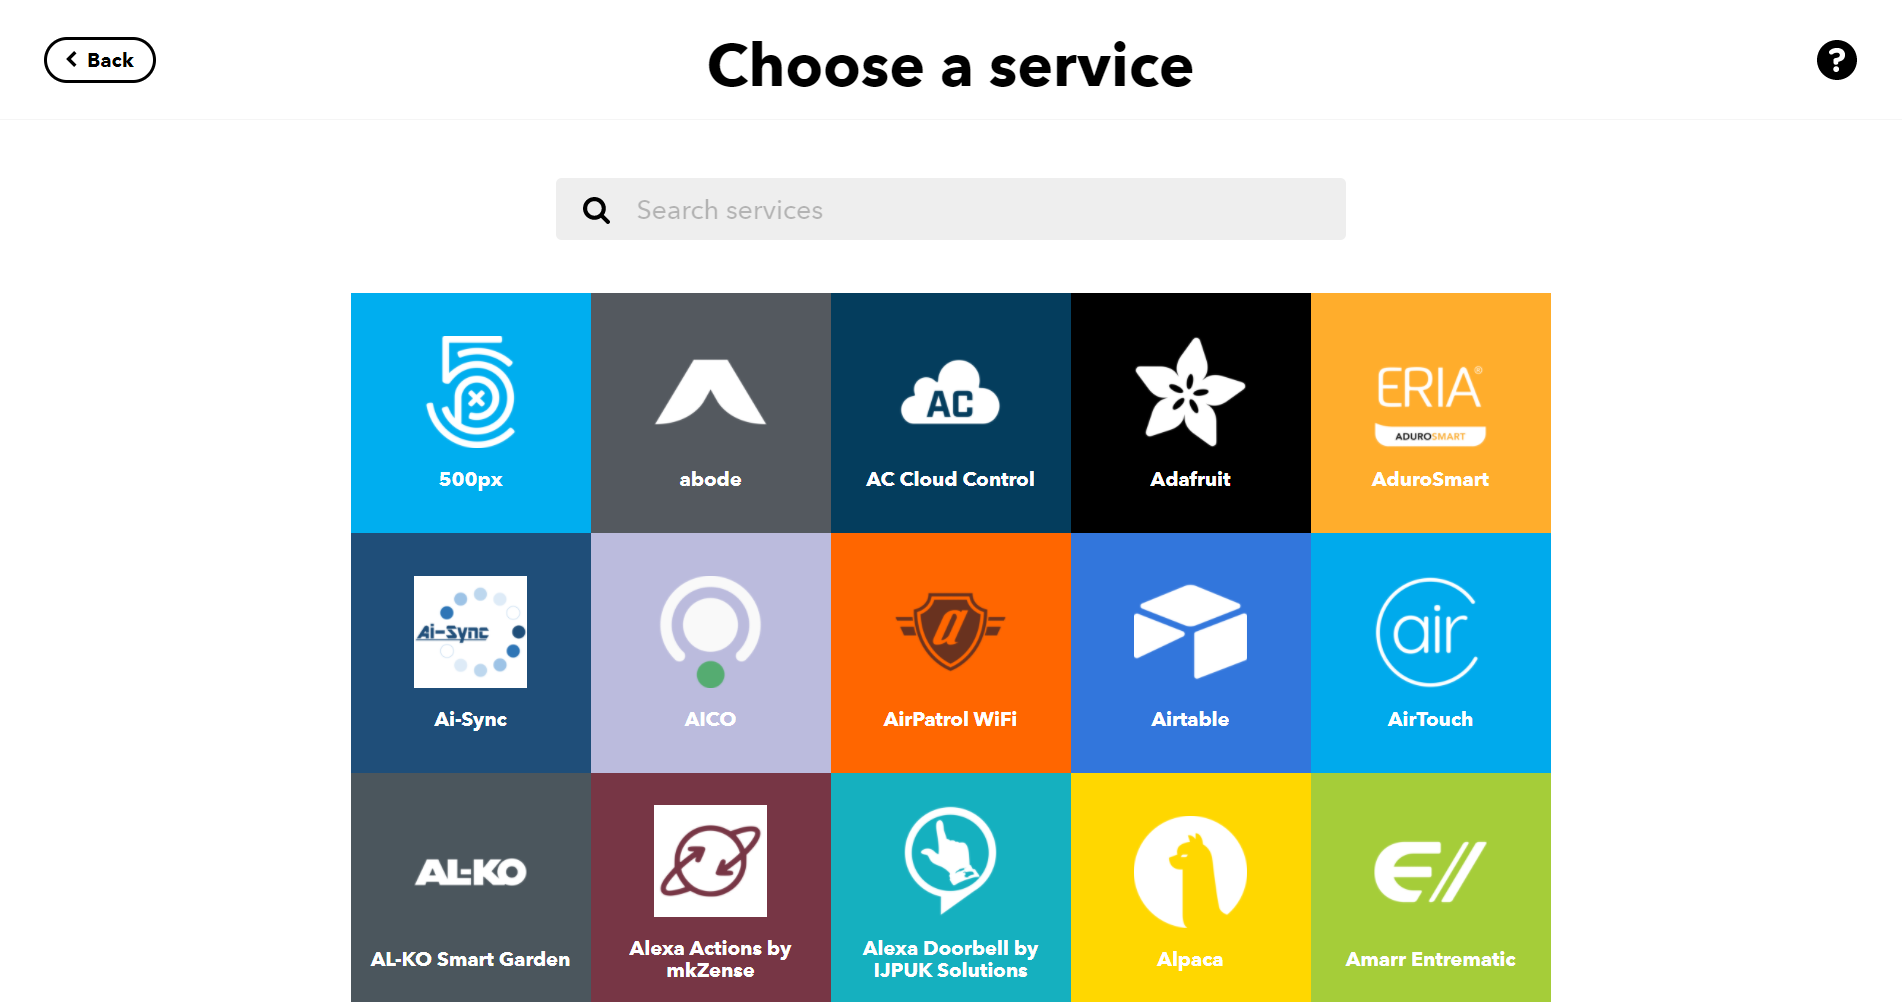 Back
Choose a service
?
Search services
5
500px
abode
AC
AC Cloud Control
Adafruit
ERIA®
ADUROSMART
AduroSmart
Ai-Sync
Ai-Sync
AICO
a
AirPatrol WiFi
Airtable
air
AirTouch
AL-KO
AL-KO Smart Garden
Alexa Actions by
mkZense
Alexa Doorbell by
IJPUK Solutions
Alpaca
E//
Amarr Entrematic